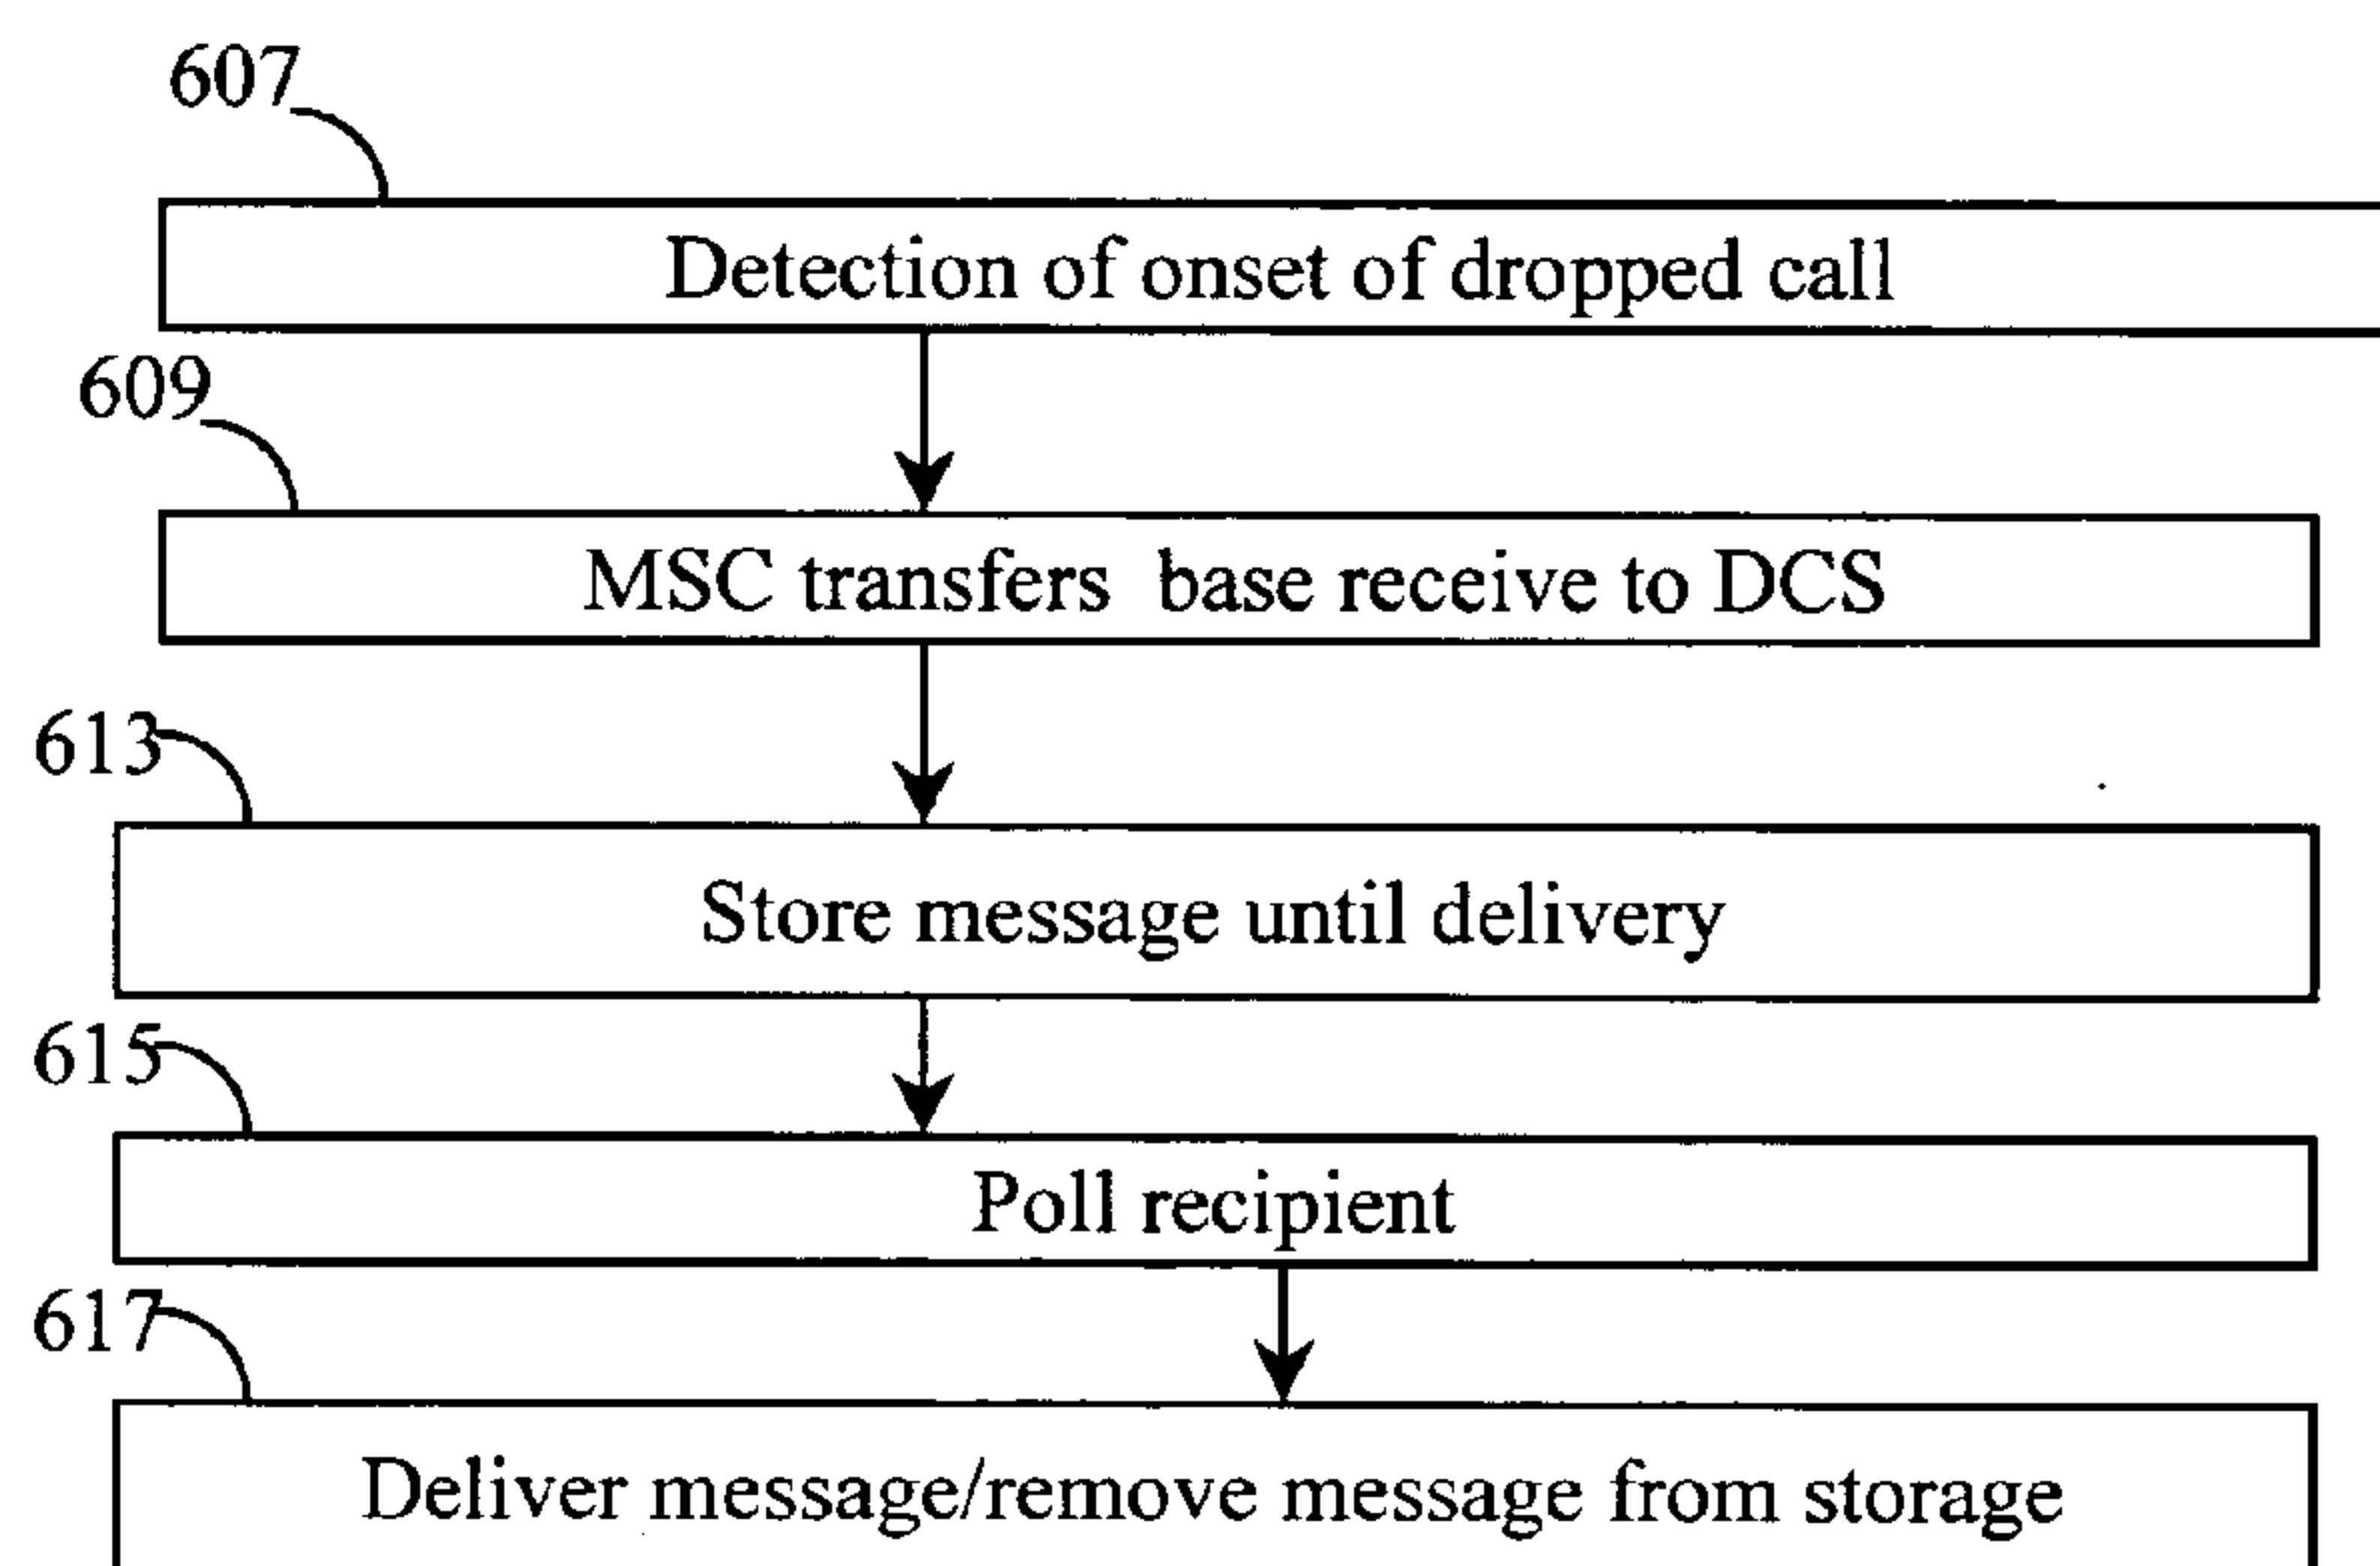 607
Detection of onset of dropped call
609
MSC transfers base receive to DCS
613
Store message until delivery
615
Poll recipient
617
Deliver message/remove message from storage